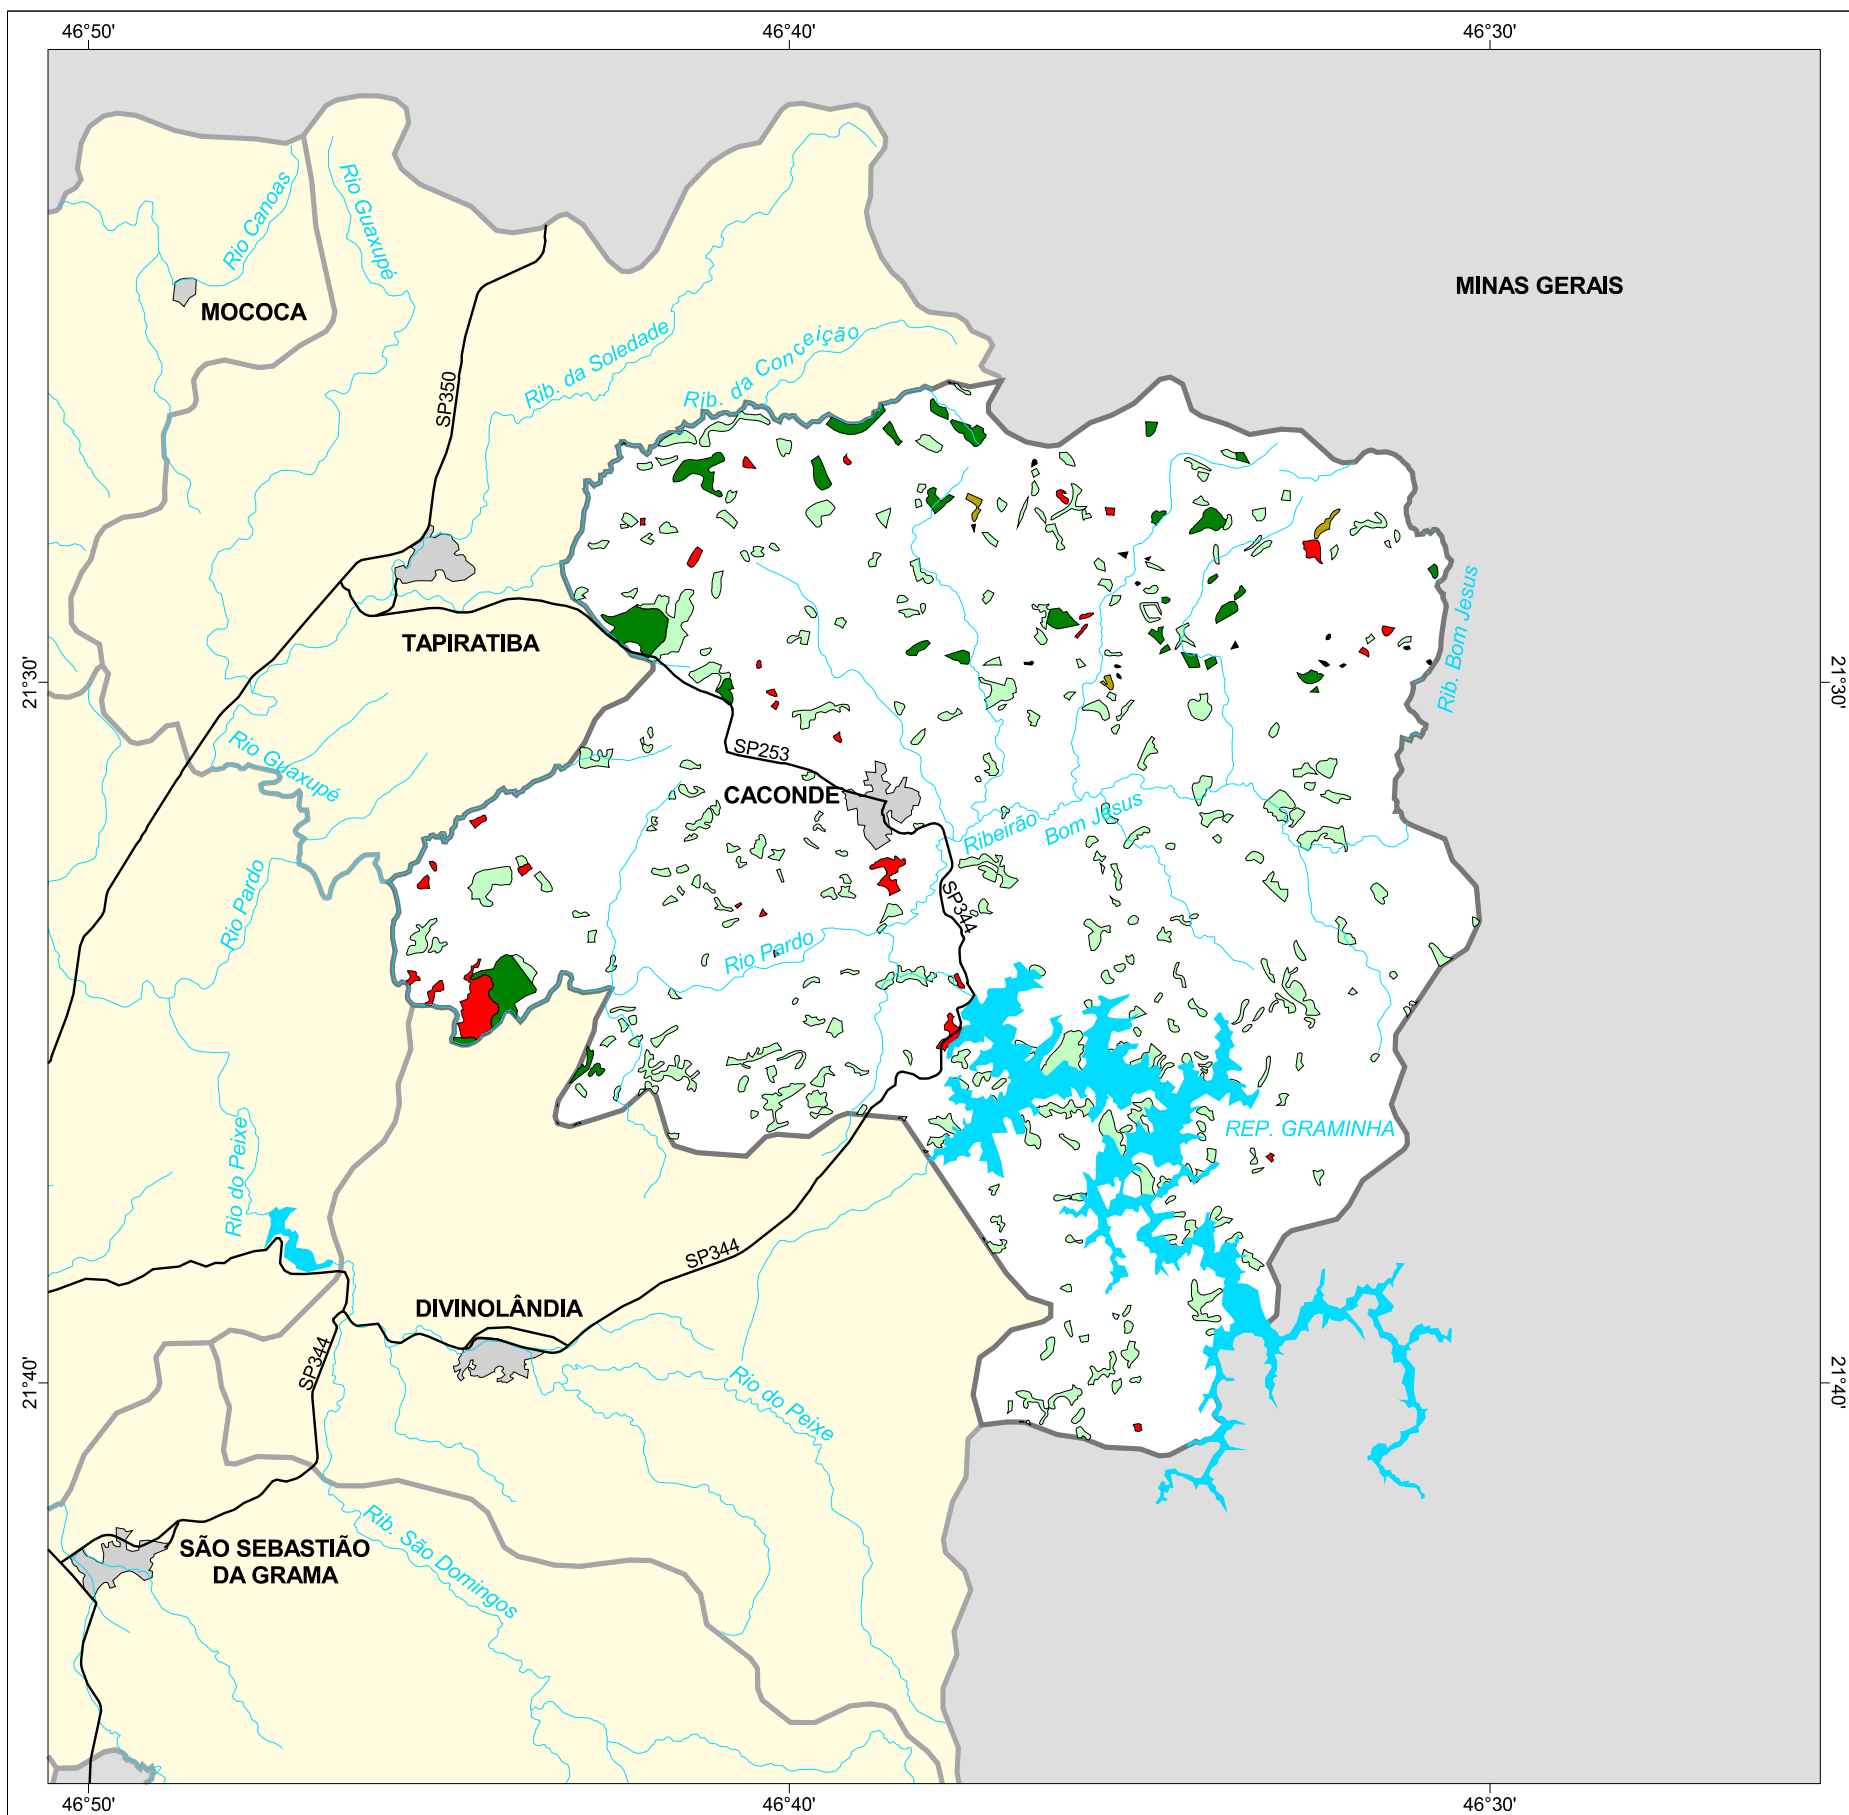 46°50'
46°40'
46°30'
Rio Canoas
Rio Guaxupé
MINAS GERAIS
MOCOCA
Rib. da Soledade
Rib. da Conceição
SP350
Rib. Bom Jesus
TAPIRATIBA
21°30'
21°30'
Rio Guaxupé
SP253
CACONDE
Ribeirão Bom Jesus
Rio Pardo
SP344
Rio Pardo
REP. GRAMINHA
Rio do Peixe
SP344
DIVINOLÂNDIA
SP344
21°40'
21°40'
Rio do Peixe
Rib. São Domingos
SÃO SEBASTIÃO
DA GRAMA
46°50'
46°40'
46°30'